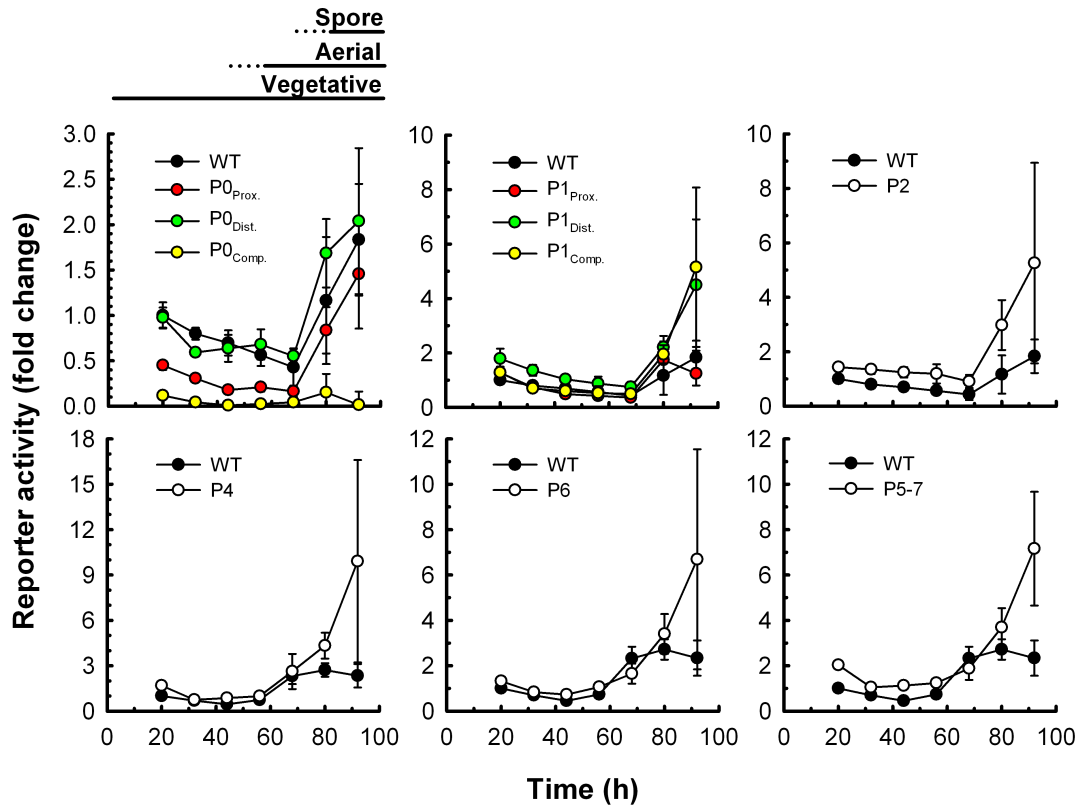 Spore
Aerial
Vegetative
Reporter activity (fold change)
3.0
2.5
2.0
1.5
1.0
0.5
0.0
WT
P0Prox.
P0Dist.
P0Comp.
10
8
6
4
2
0
WT
P1Prox.
P1Dist.
P1Comp.
10
8
6
4
2
0
WT
P2
18
15
12
9
6
3
0
WT
P4
0 20 40 60 80 100
12
10
8
6
4
2
0
WT
P6
0 20 40 60 80 100
12
10
8
6
4
2
0
WT
P5-7
0 20 40 60 80 100
Time (h)